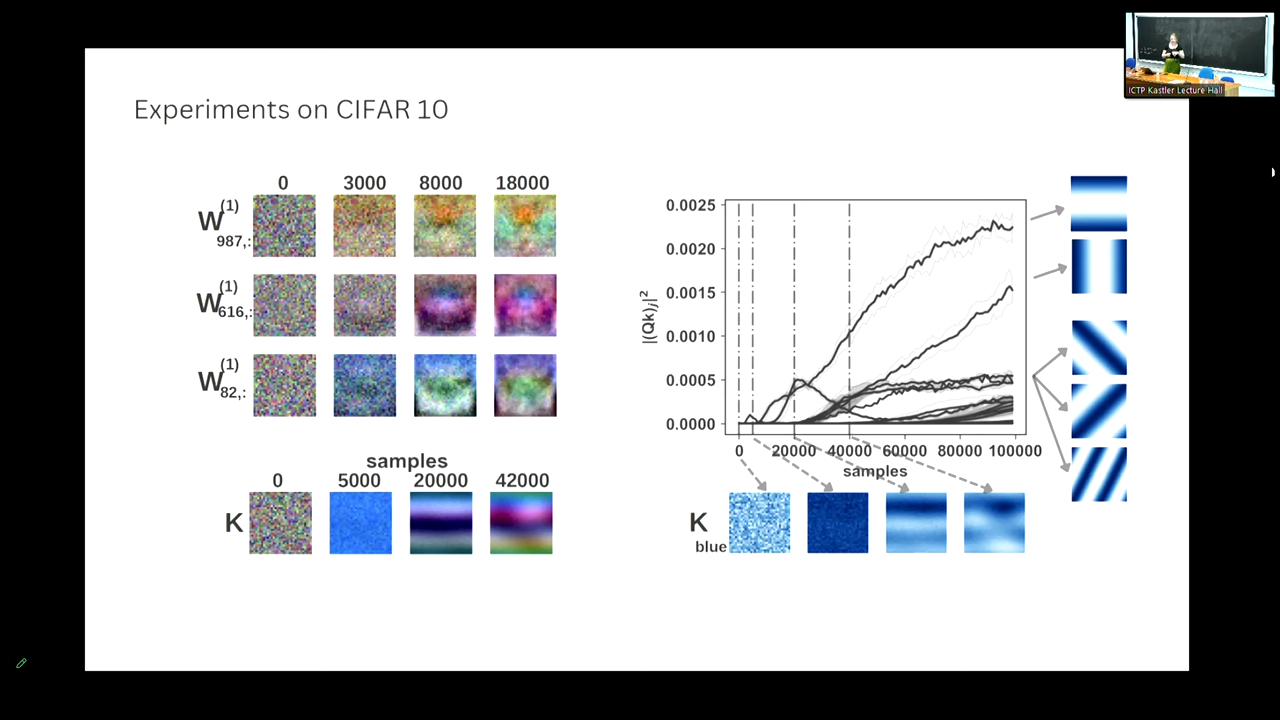 ICTP Kastler Lecture Hall
Experiments on CIFAR 10
0 3000 8000 18000
W(1)987,:
W(1)616,:
W(1)82,:
samples
0 5000 20000 42000
K
0.0025
0.0020
0.0015
0.0010
0.0005
0.0000
|(Qk)j|²
0 20000 40000 60000 80000 100000
samples
K blue